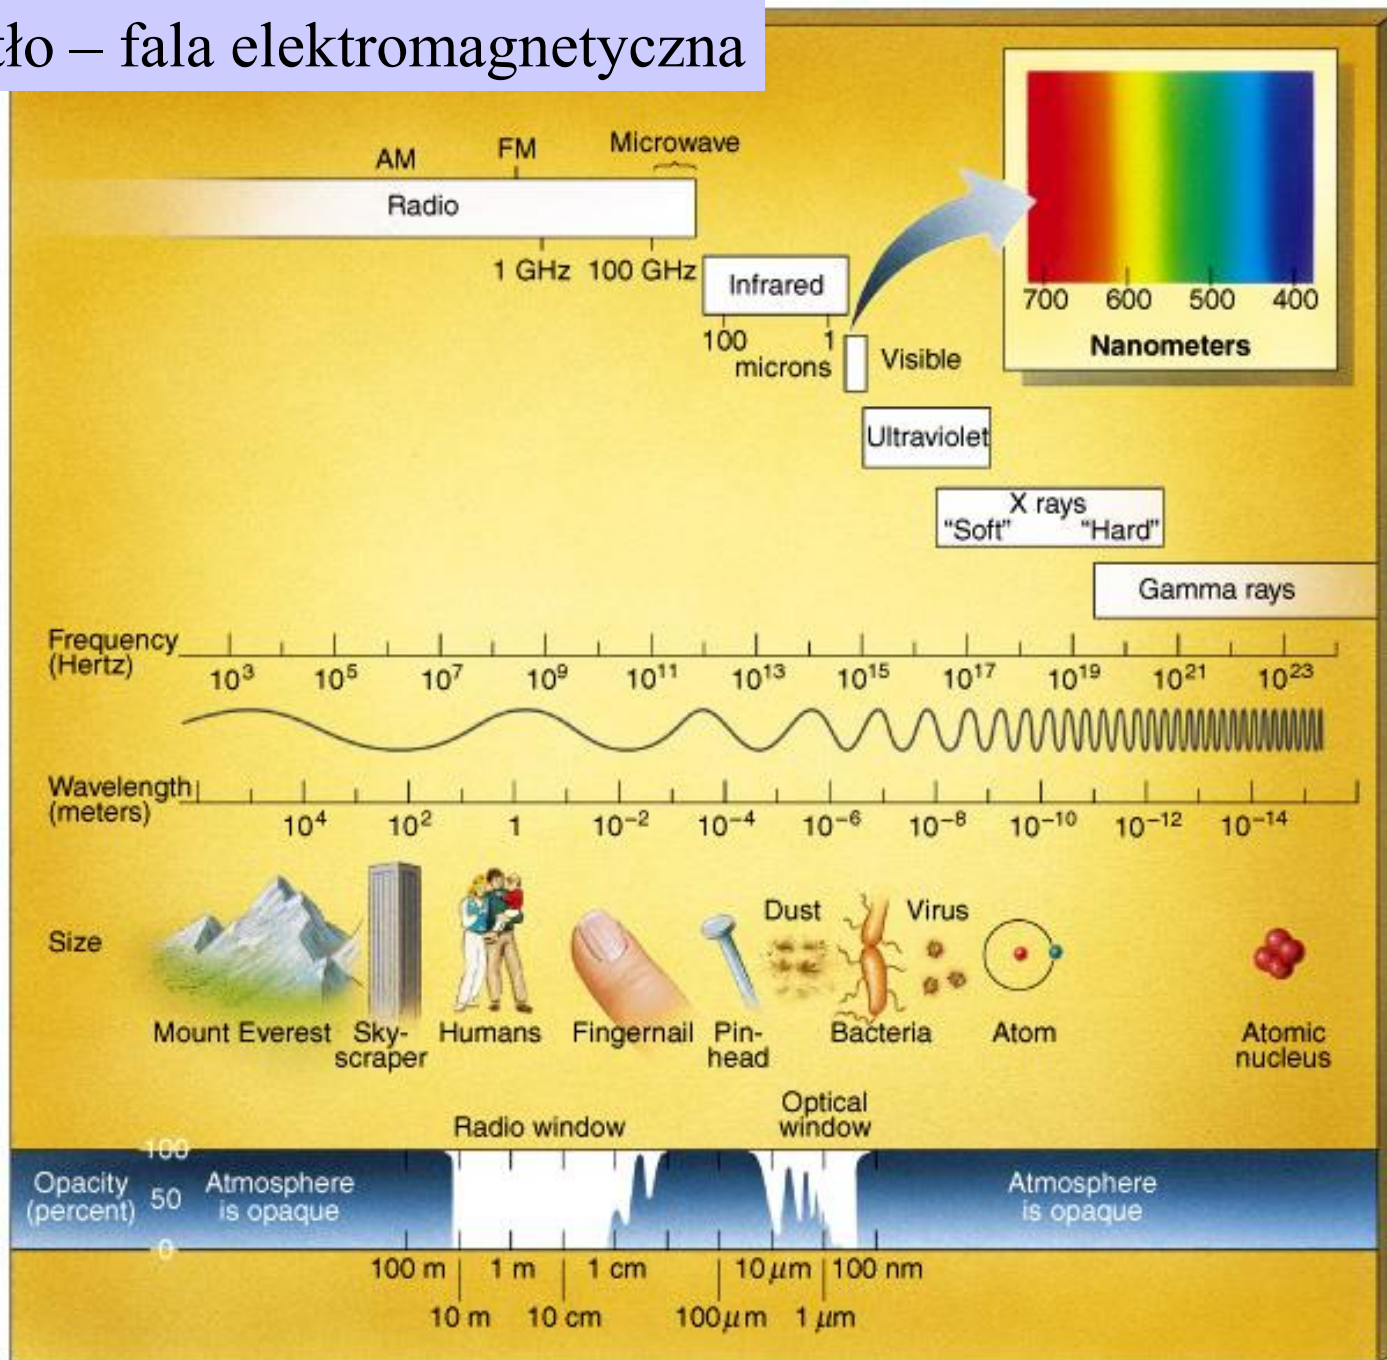 tło – fala elektromagnetyczna
AM
FM
Microwave
Radio
1 GHz
100 GHz
Infrared
100
1
microns
Visible
700
600
500
400
Nanometers
Ultraviolet
X rays
“Soft”
“Hard”
Gamma rays
Frequency
(Hertz)
10³
10⁵
10⁷
10⁹
10¹¹
10¹³
10¹⁵
10¹⁷
10¹⁹
10²¹
10²³
Wavelength
(meters)
10⁴
10²
1
10⁻²
10⁻⁴
10⁻⁶
10⁻⁸
10⁻¹⁰
10⁻¹²
10⁻¹⁴
Size
Dust
Virus
Mount Everest
Sky-
scraper
Humans
Fingernail
Pin-
head
Bacteria
Atom
Atomic
nucleus
Radio window
Optical
window
Opacity
(percent)
100
50
0
Atmosphere
is opaque
Atmosphere
is opaque
100 m
1 m
1 cm
10 μm
100 nm
10 m
10 cm
100 μm
1 μm